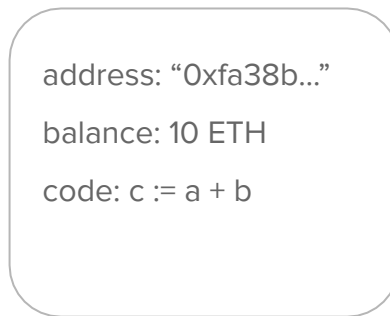 address: “0xfa38b...”
balance: 10 ETH
code: c := a + b